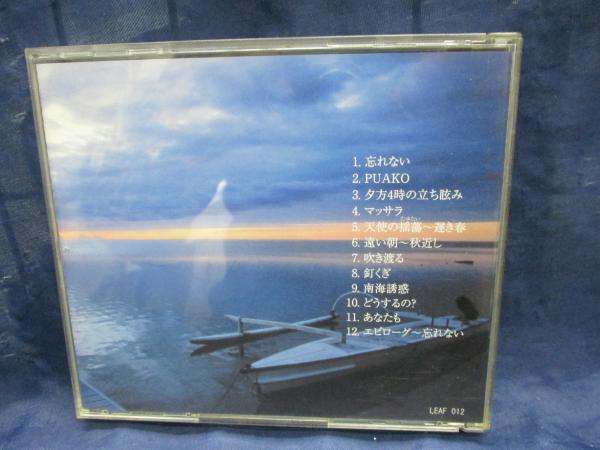 1. 忘れない
2. PUAKO
3. 夕方4時の立ち眩み
4. マッサラ
5. 天使の揺蕩～遅き春
6. 遠い朝～秋近し
7. 吹き渡る
8. 釘くぎ
9. 南海誘惑
10. どうするの?
11. あなたも
12. エピローグ～忘れない
LEAF 012